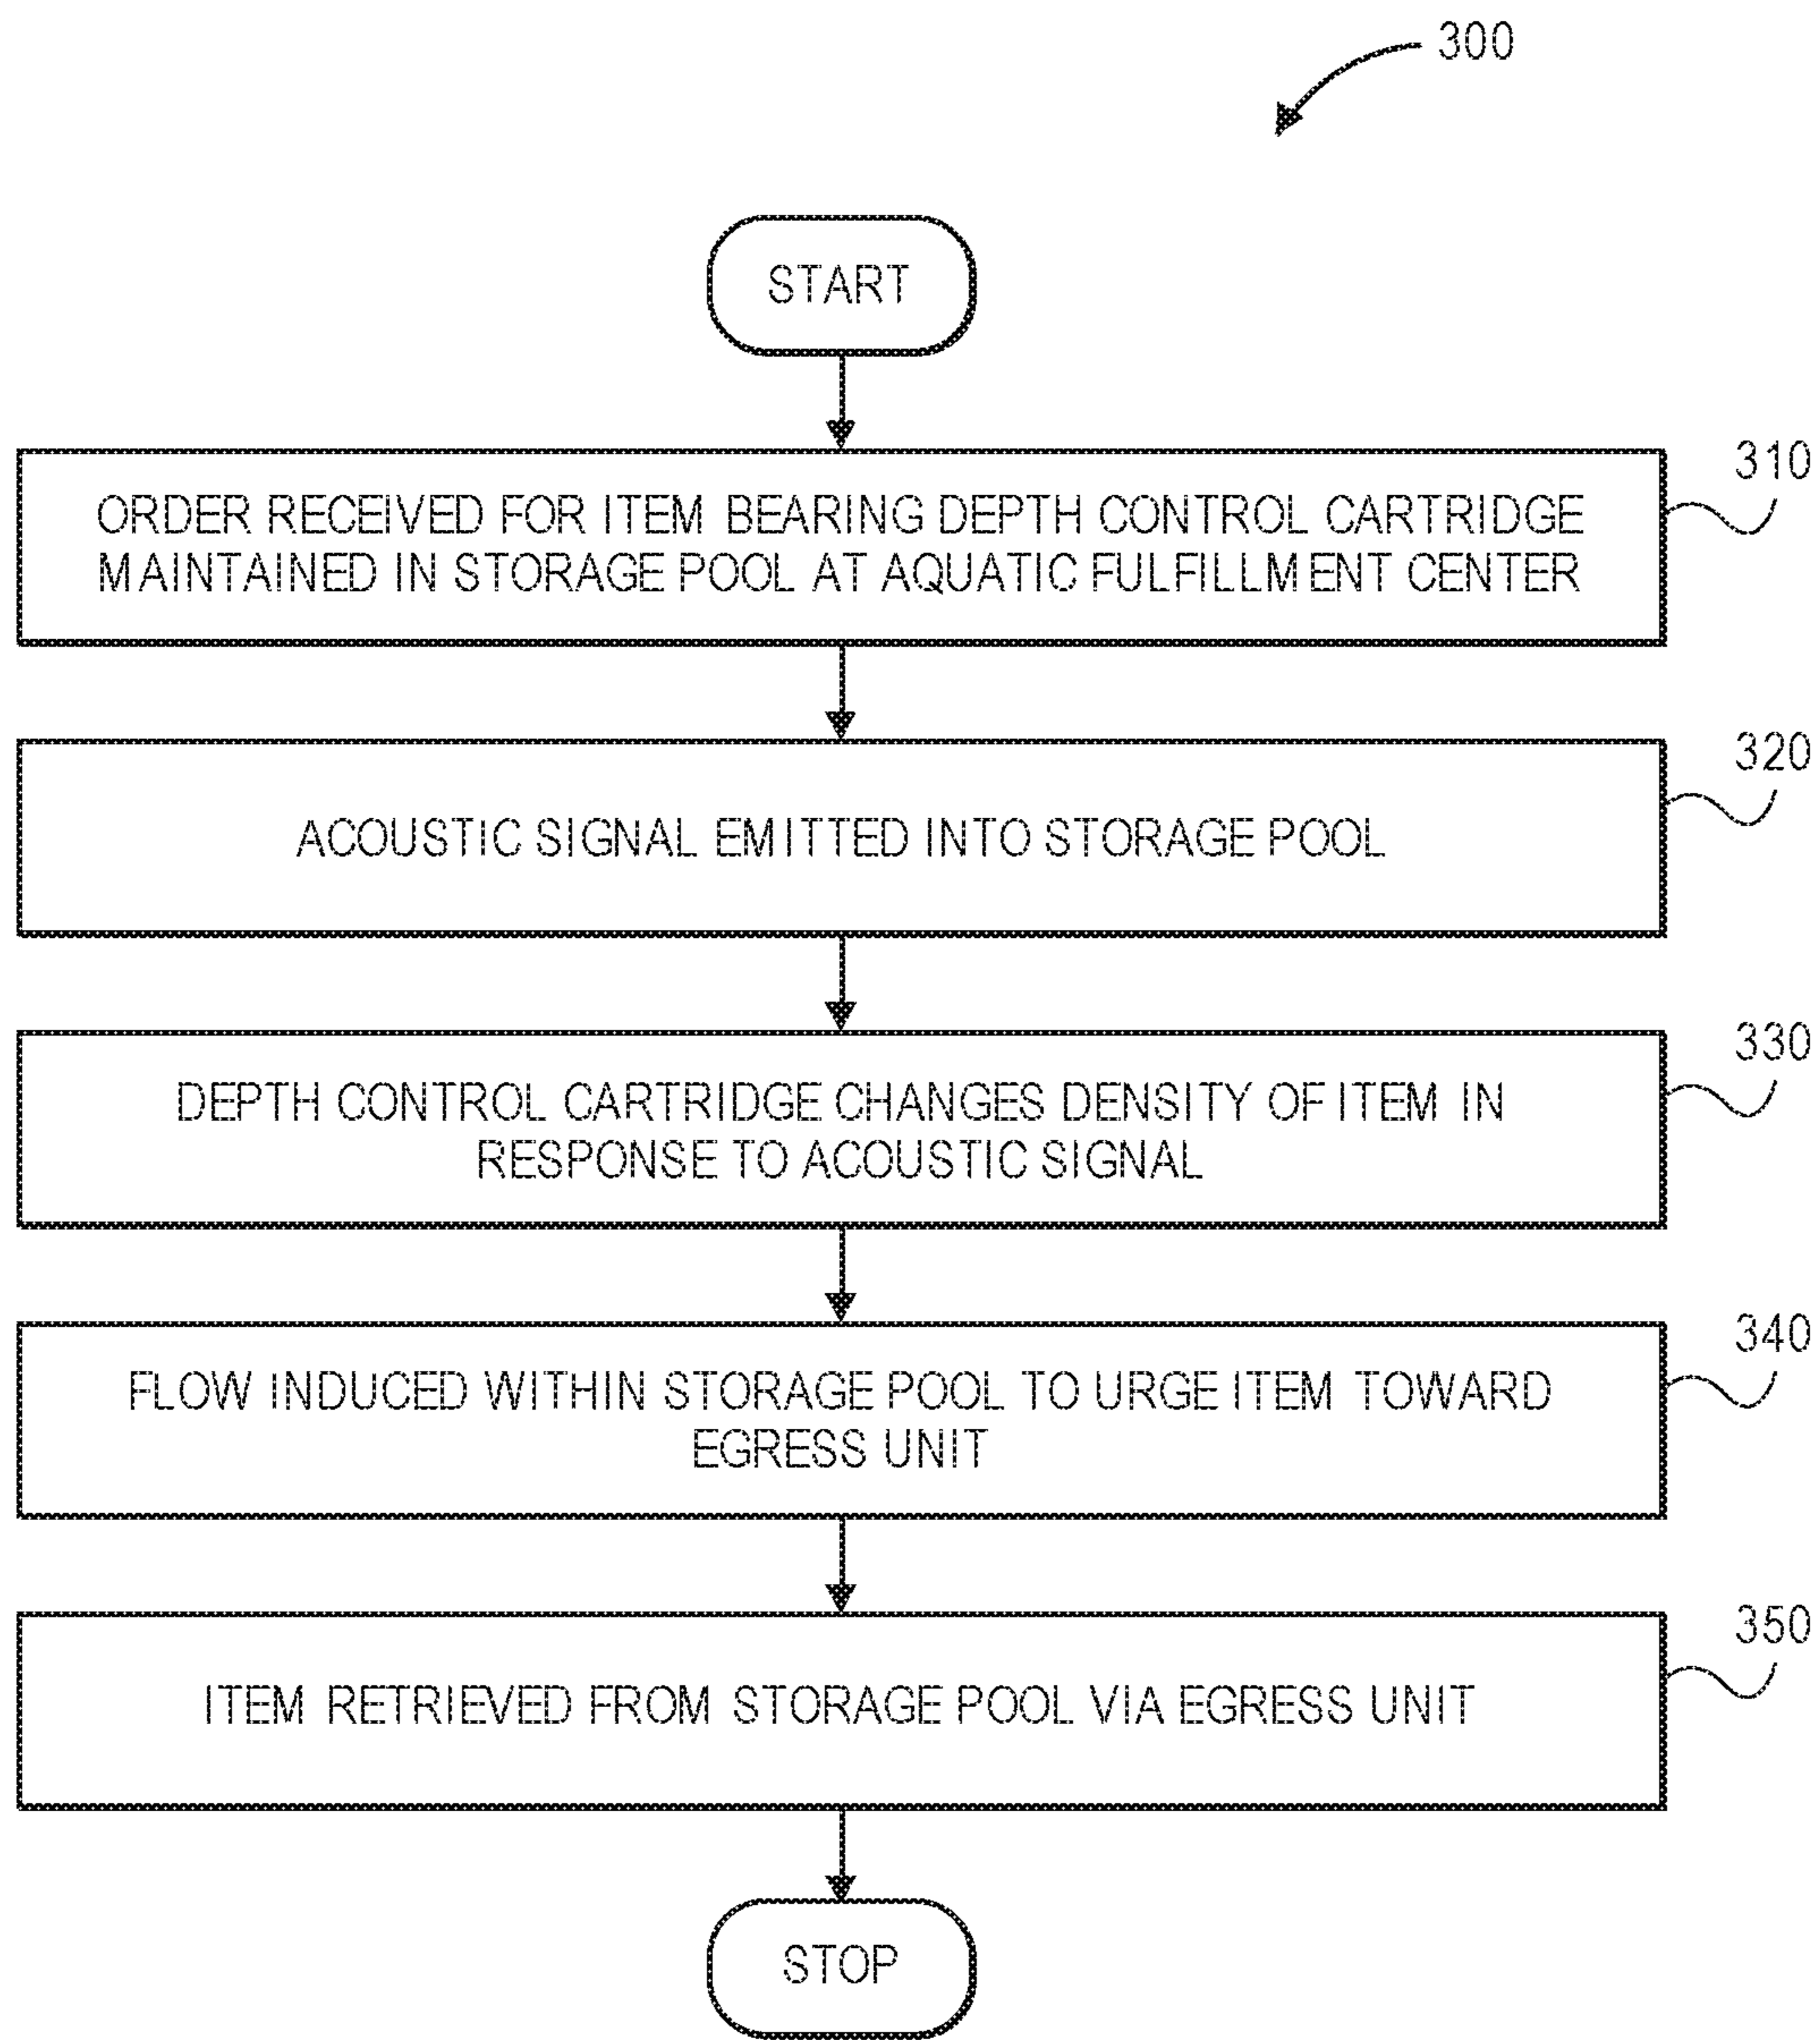 300
START
310
ORDER RECEIVED FOR ITEM BEARING DEPTH CONTROL CARTRIDGE
MAINTAINED IN STORAGE POOL AT AQUATIC FULFILLMENT CENTER
320
ACOUSTIC SIGNAL EMITTED INTO STORAGE POOL
330
DEPTH CONTROL CARTRIDGE CHANGES DENSITY OF ITEM IN
RESPONSE TO ACOUSTIC SIGNAL
340
FLOW INDUCED WITHIN STORAGE POOL TO URGE ITEM TOWARD
EGRESS UNIT
350
ITEM RETRIEVED FROM STORAGE POOL VIA EGRESS UNIT
STOP